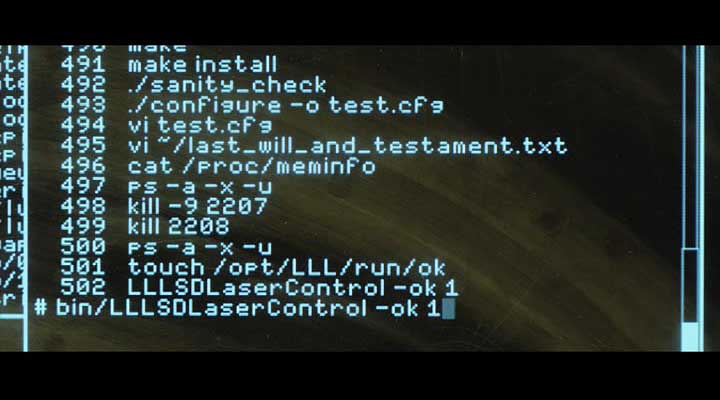 490 make
491 make install
492 ./sanity_check
493 ./configure -o test.cfg
494 vi test.cfg
495 vi ~/last_will_and_testament.txt
496 cat /proc/meminfo
497 ps -a -x -u
498 kill -9 2207
499 kill 2208
500 ps -a -x -u
501 touch /opt/LLL/run/ok
502 LLLSDLaserControl -ok 1
# bin/LLLSDLaserControl -ok 1